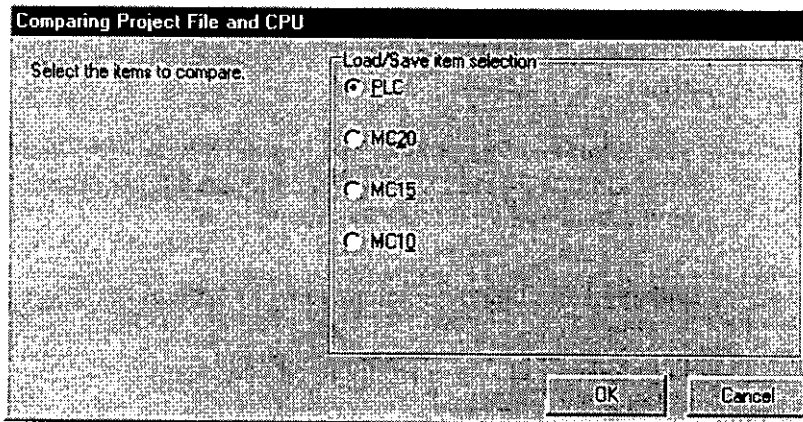 Comparing Project File and CPU
Select the items to compare.
Load/Save item selection
PLC
MC20
MC15
MC10
OK
Cancel